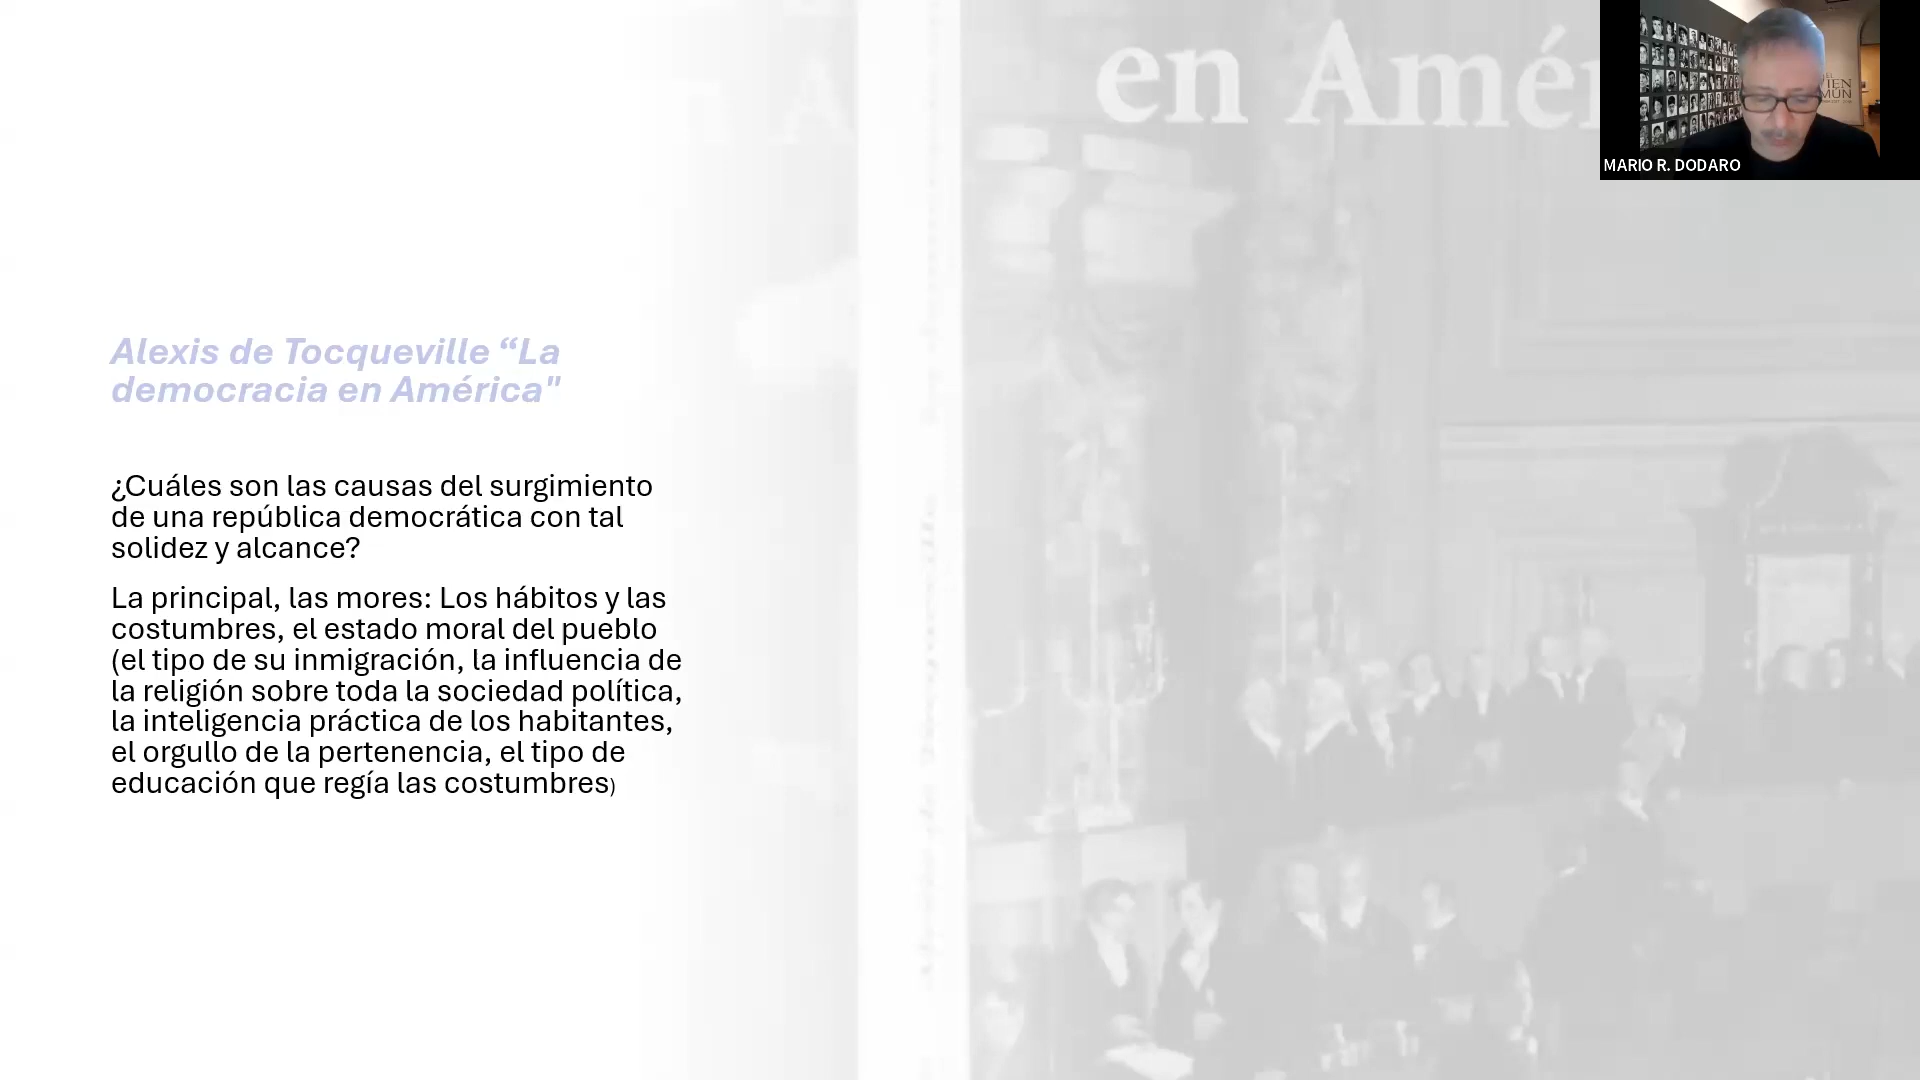 en Amér
MARIO R. DODARO
Alexis de Tocqueville “La
democracia en América"
¿Cuáles son las causas del surgimiento
de una república democrática con tal
solidez y alcance?
La principal, las mores: Los hábitos y las
costumbres, el estado moral del pueblo
(el tipo de su inmigración, la influencia de
la religión sobre toda la sociedad política,
la inteligencia práctica de los habitantes,
el orgullo de la pertenencia, el tipo de
educación que regía las costumbres)